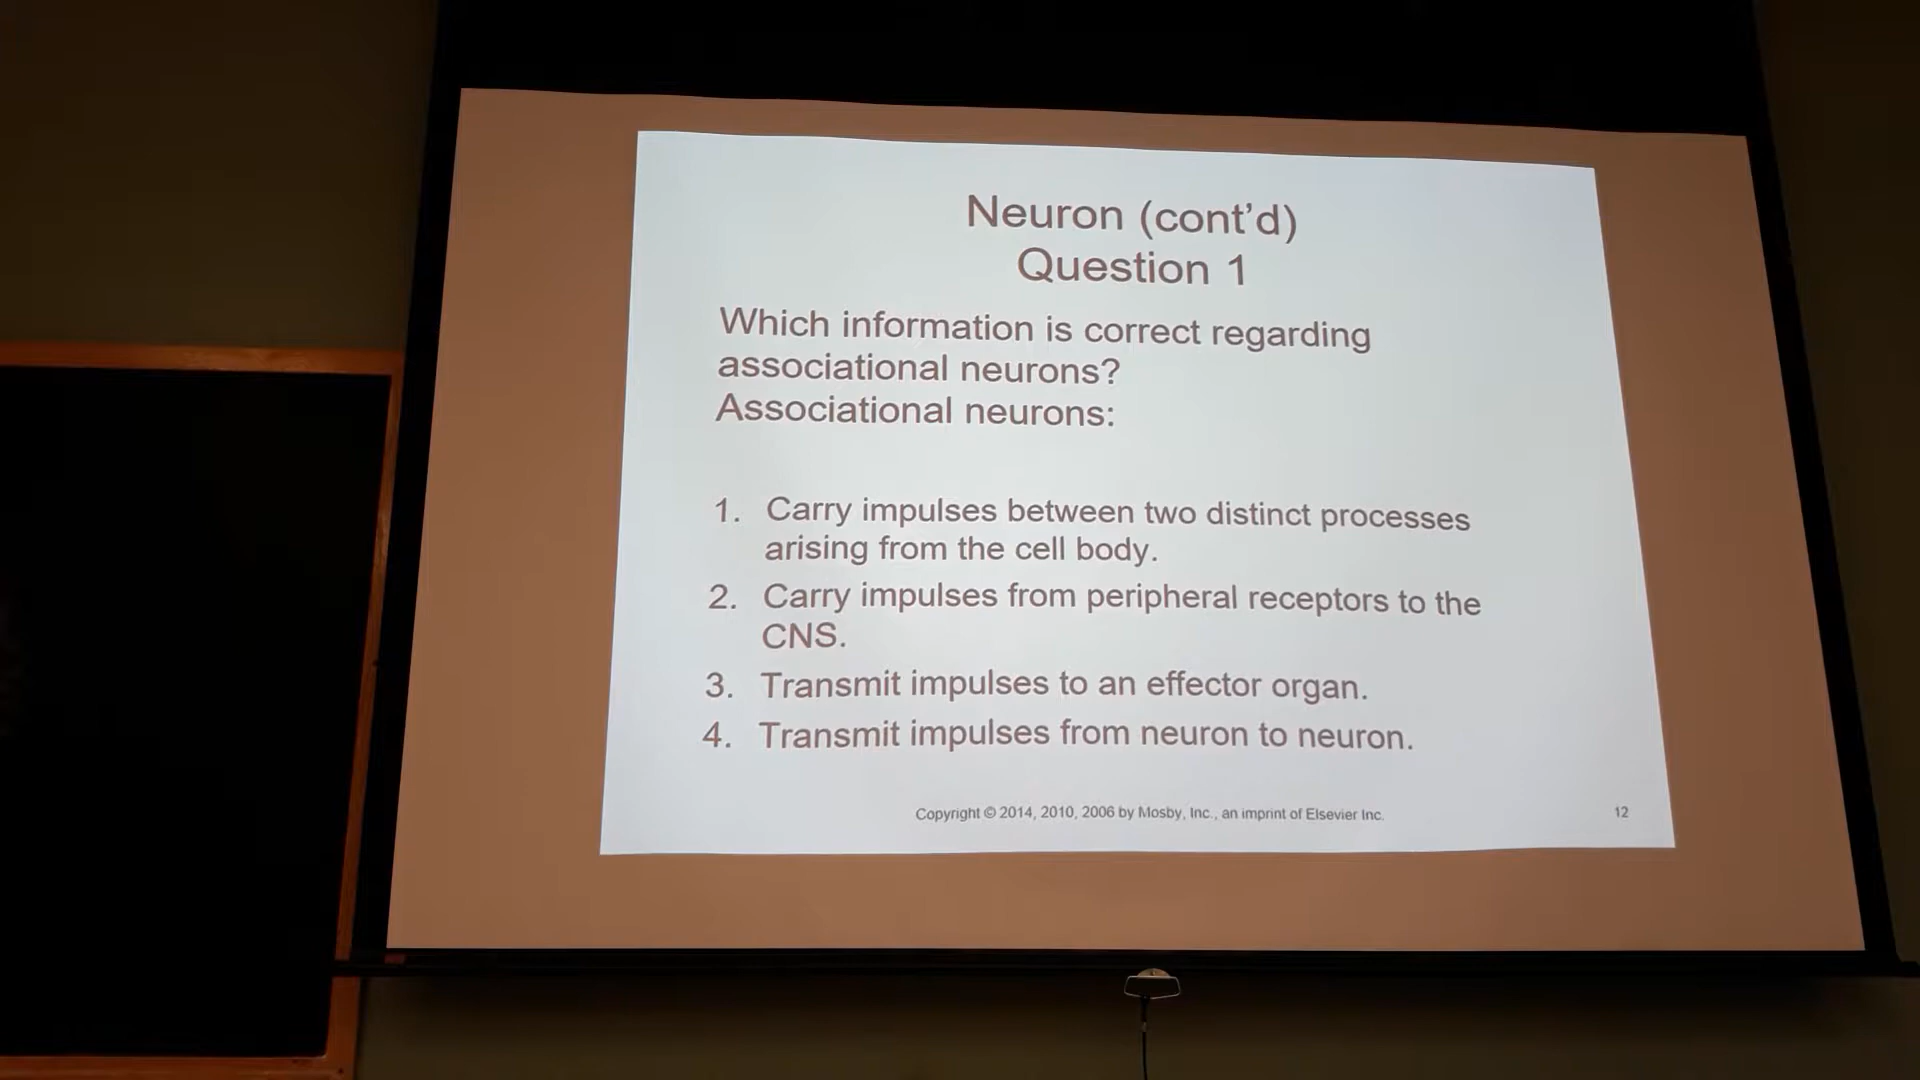 Neuron (cont’d)
Question 1
Which information is correct regarding
associational neurons?
Associational neurons:
1. Carry impulses between two distinct processes
arising from the cell body.
2. Carry impulses from peripheral receptors to the
CNS.
3. Transmit impulses to an effector organ.
4. Transmit impulses from neuron to neuron.
Copyright © 2014, 2010, 2006 by Mosby, Inc., an imprint of Elsevier Inc.
12